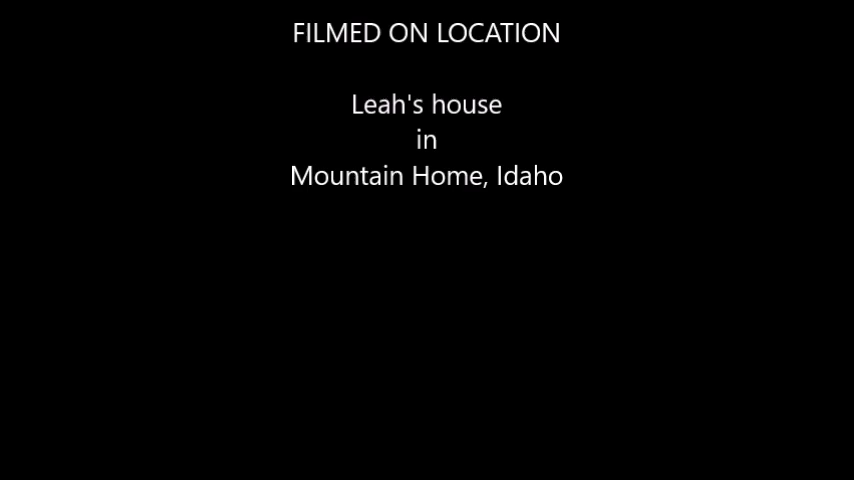 FILMED ON LOCATION
Leah's house
in
Mountain Home, Idaho